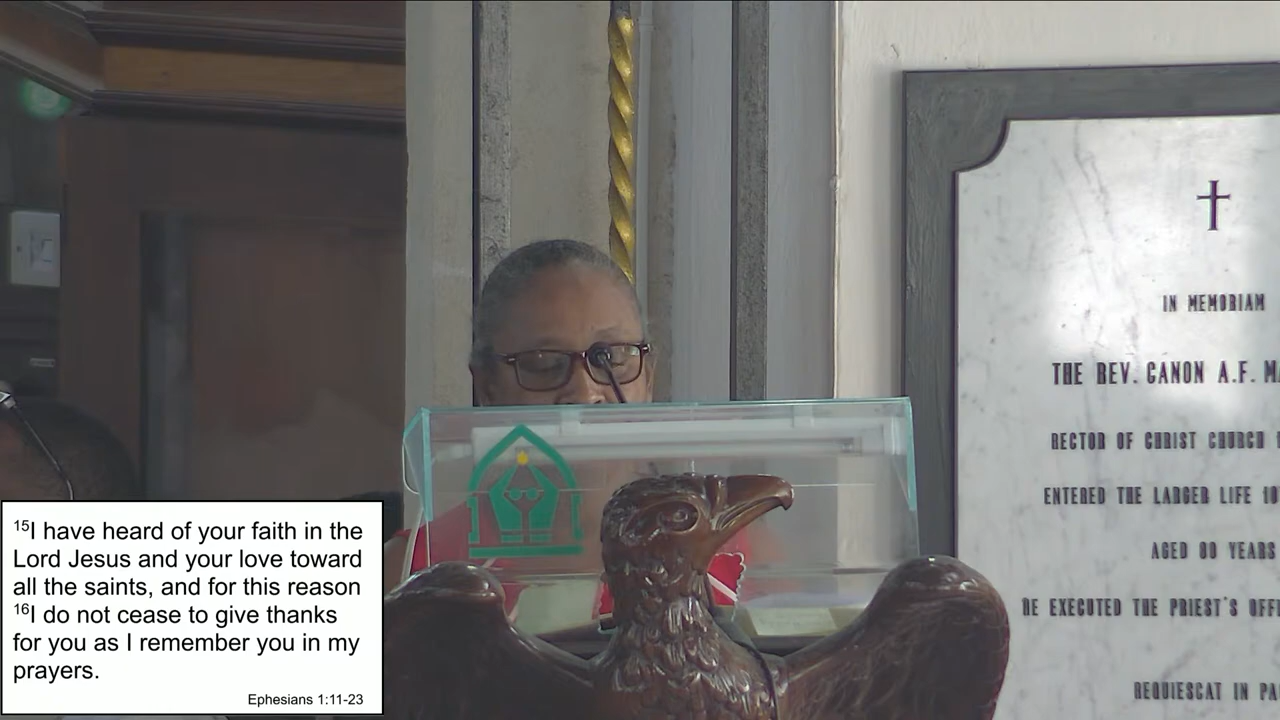 ¹⁵I have heard of your faith in the
Lord Jesus and your love toward
all the saints, and for this reason
¹⁶I do not cease to give thanks
for you as I remember you in my
prayers.
Ephesians 1:11-23
IN MEMORIAM
THE REV. CANON A.F.
RECTOR OF CHRIST CHURCH
ENTERED THE LARGER LIFE
AGED 80 YEARS
HE EXECUTED THE PRIEST'S
REQUIESCAT IN